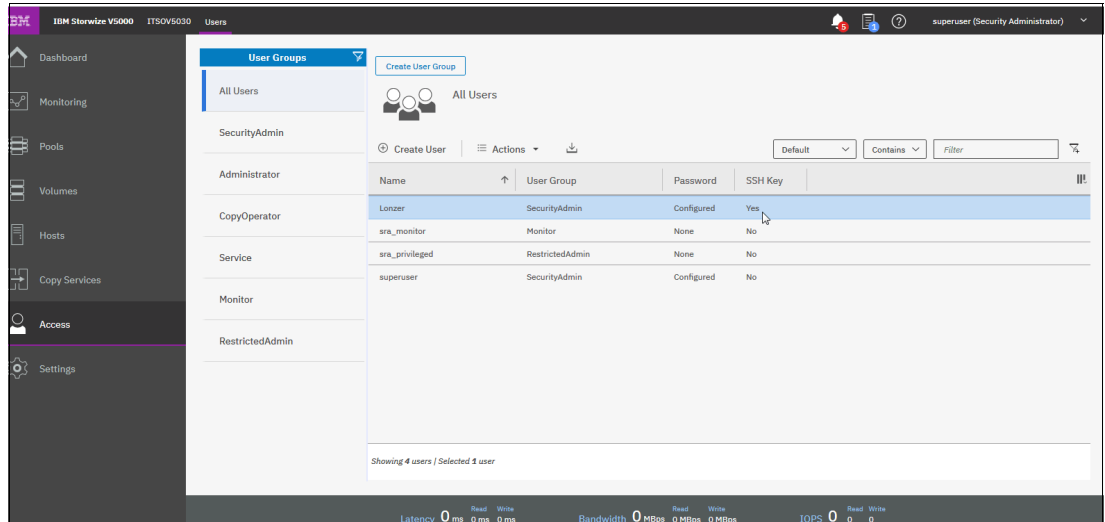 IBM IBM Storwize V5000 ITSOV5030 Users 5 1 ? superuser (Security Administrator)
Dashboard
Monitoring
Pools
Volumes
Hosts
Copy Services
Access
Settings
User Groups
All Users
SecurityAdmin
Administrator
CopyOperator
Service
Monitor
RestrictedAdmin
Create User Group
All Users
Create User Actions Default Contains Filter
Name User Group Password SSH Key
Lonzer SecurityAdmin Configured Yes
sra_monitor Monitor None No
sra_privileged RestrictedAdmin None No
superuser SecurityAdmin Configured No
Showing 4 users | Selected 1 user
Read Write Read Write Read Write
Latency 0 ms 0 ms 0 ms Bandwidth 0 MBps 0 MBps 0 MBps IOPS 0 0 0